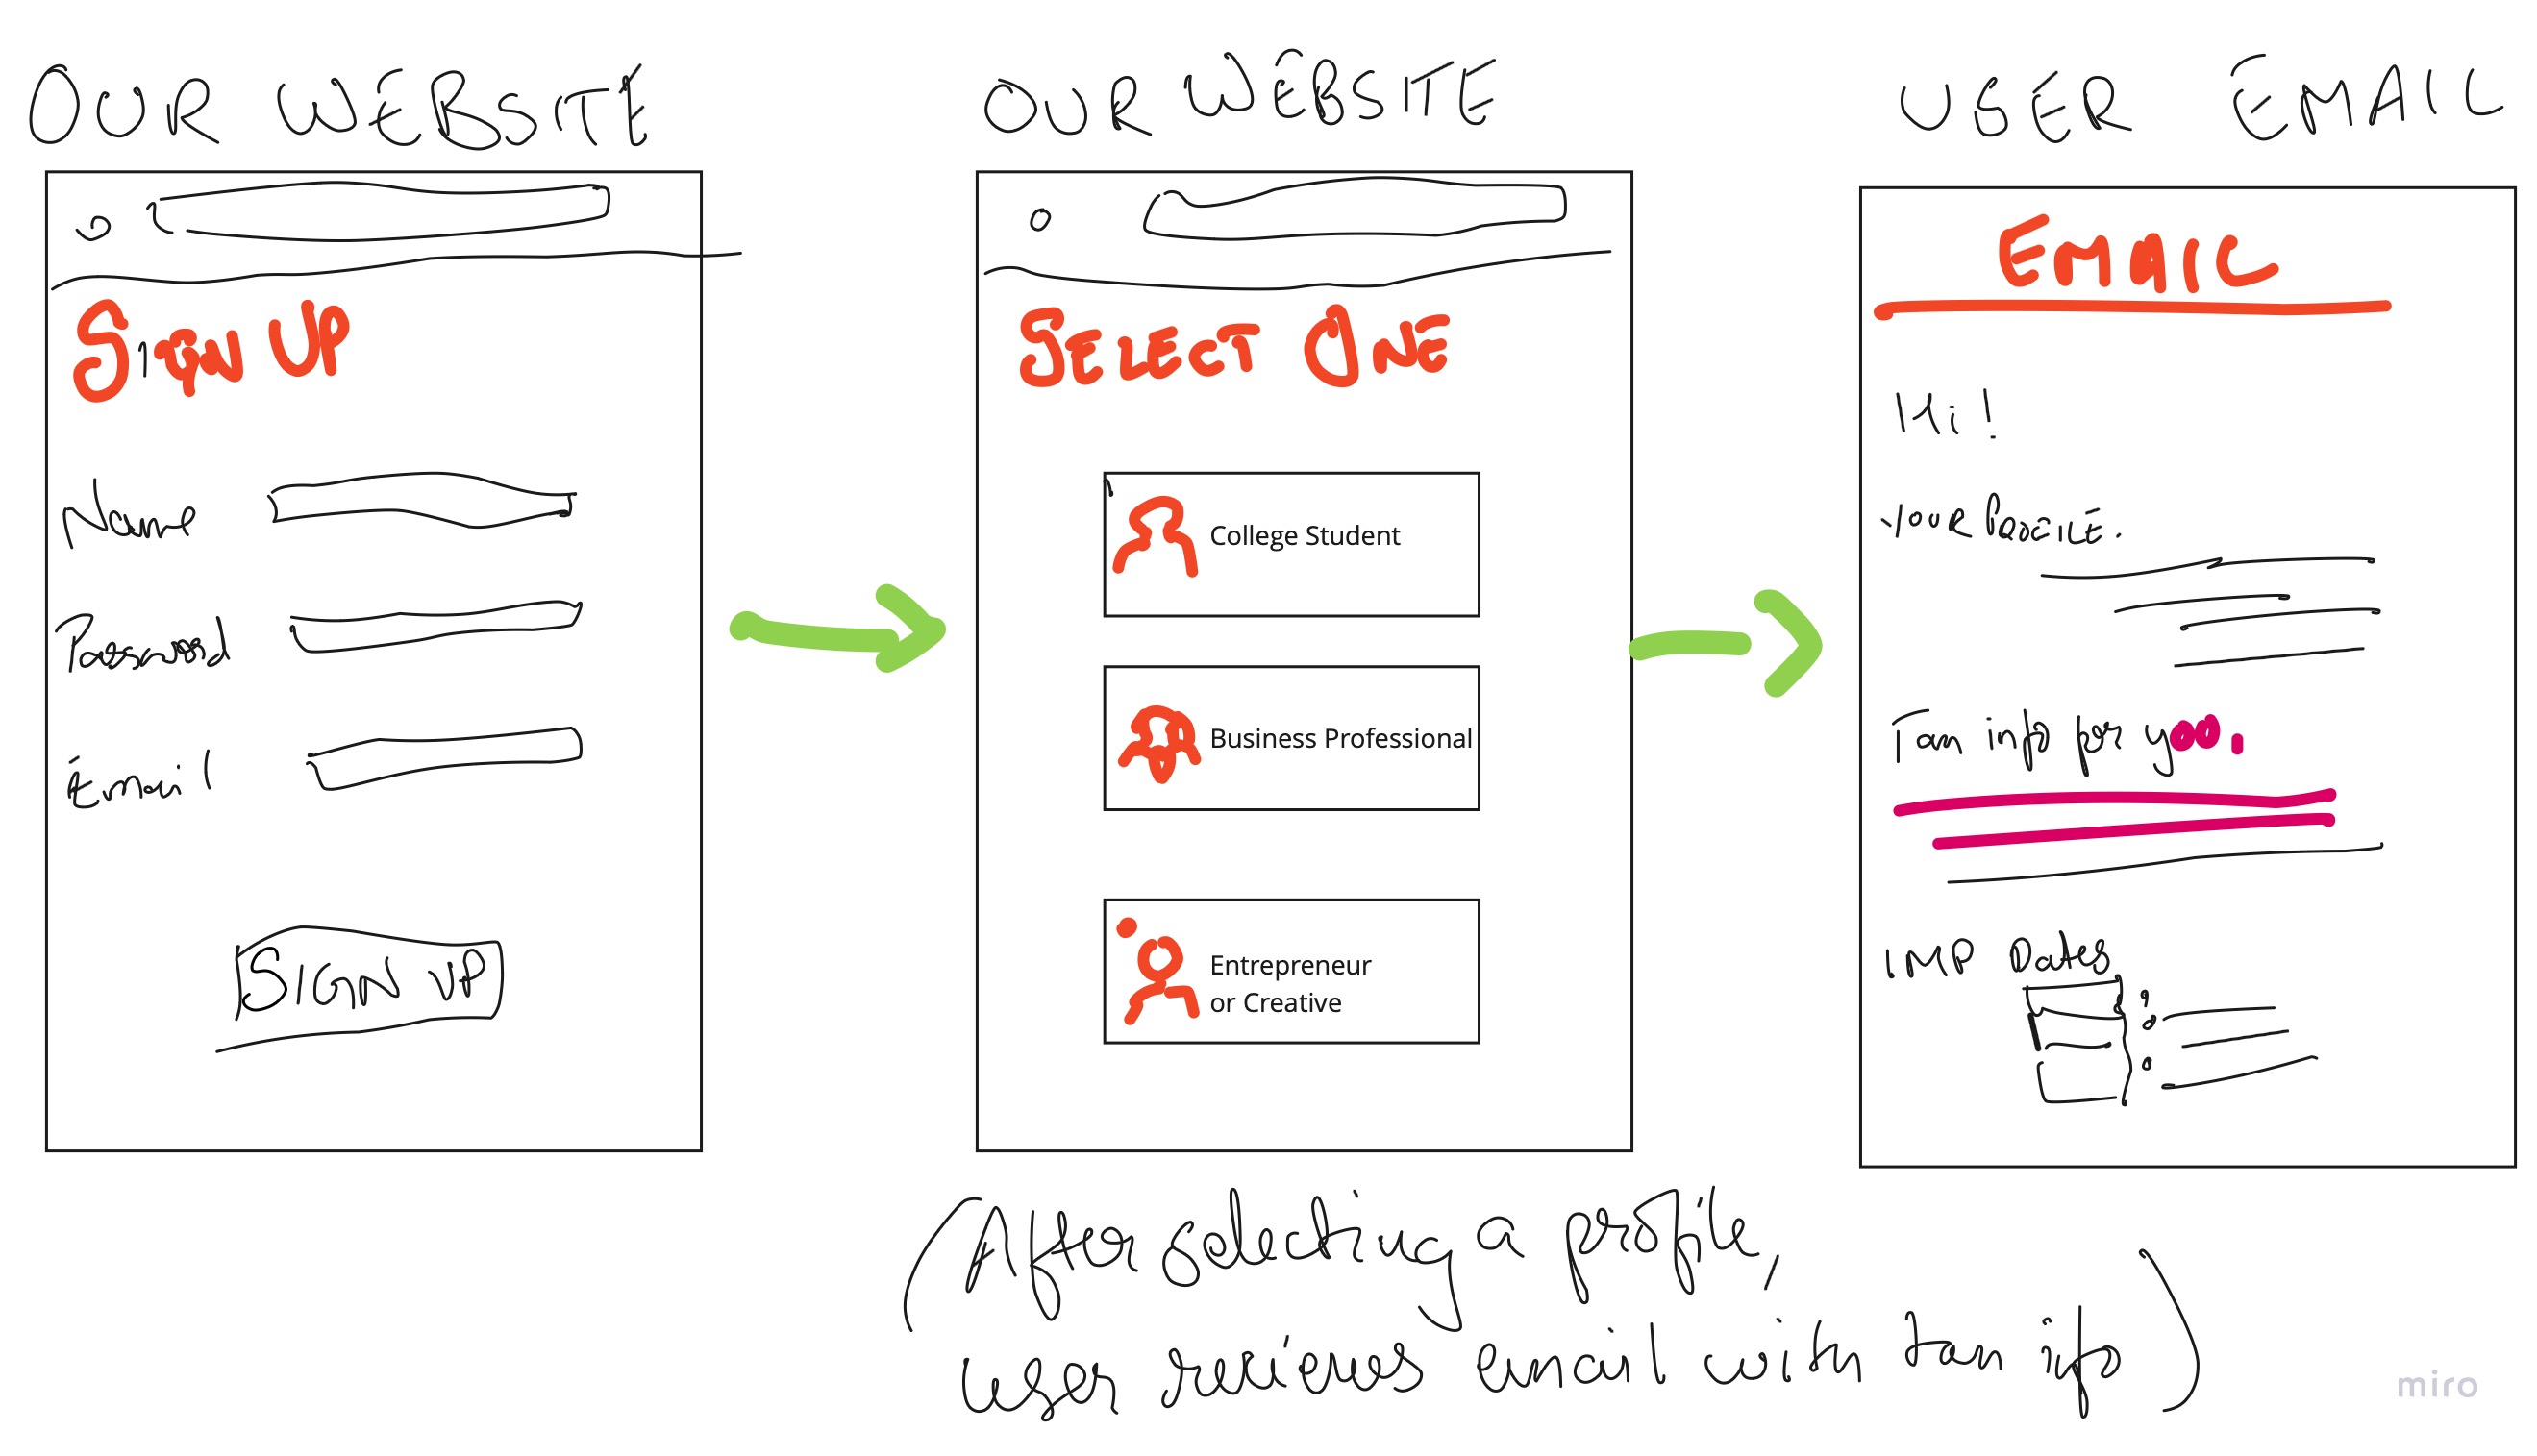 OUR WEBSITE
SIGN UP
Name
Password
Email
SIGN UP
OUR WEBSITE
SELECT ONE
College Student
Business Professional
Entrepreneur
or Creative
USER EMAIL
EMAIL
Hi!
YOUR PROFILE.
Tax info for you.
IMP Dates
(After selecting a profile,
user recieves email with tax info)
miro